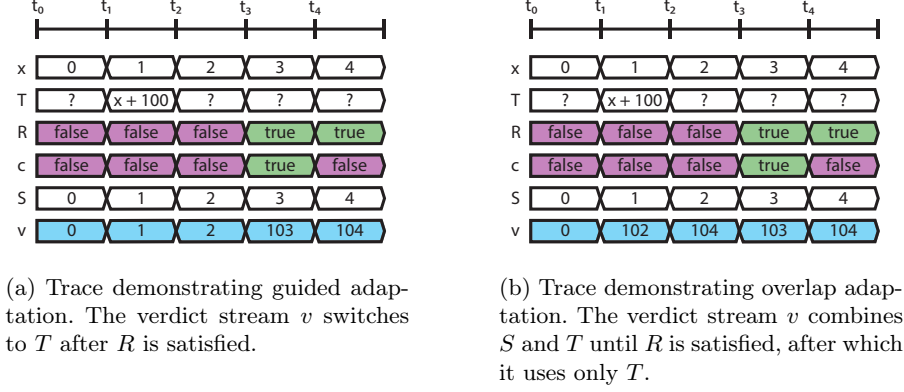 t0 t1 t2 t3 t4
x 0 1 2 3 4
T ? x + 100 ? ? ?
R false false false true true
c false false false true false
S 0 1 2 3 4
v 0 1 2 103 104
(a) Trace demonstrating guided adap-
tation. The verdict stream v switches
to T after R is satisfied.
t0 t1 t2 t3 t4
x 0 1 2 3 4
T ? x + 100 ? ? ?
R false false false true true
c false false false true false
S 0 1 2 3 4
v 0 102 104 103 104
(b) Trace demonstrating overlap adap-
tation. The verdict stream v combines
S and T until R is satisfied, after which
it uses only T.